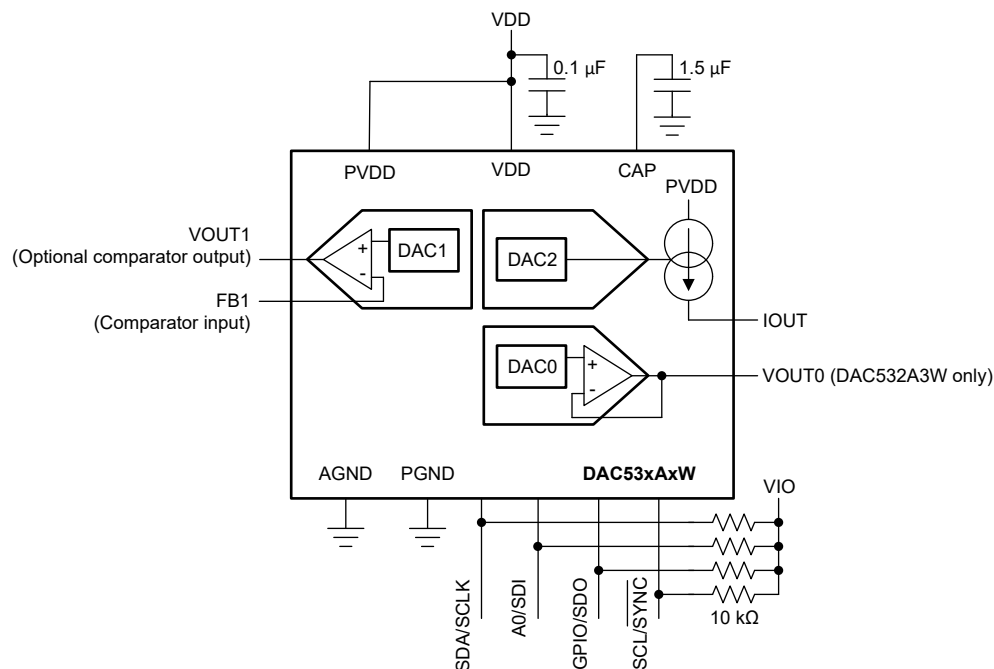 VDD
0.1 µF
1.5 µF
PVDD
VDD
CAP
PVDD
VOUT1
(Optional comparator output)
+
-
DAC1
DAC2
FB1
(Comparator input)
IOUT
DAC0
+
-
VOUT0 (DAC532A3W only)
AGND
PGND
DAC53xAxW
VIO
SDA/SCLK
A0/SDI
GPIO/SDO
SCL/SYNC
10 kΩ